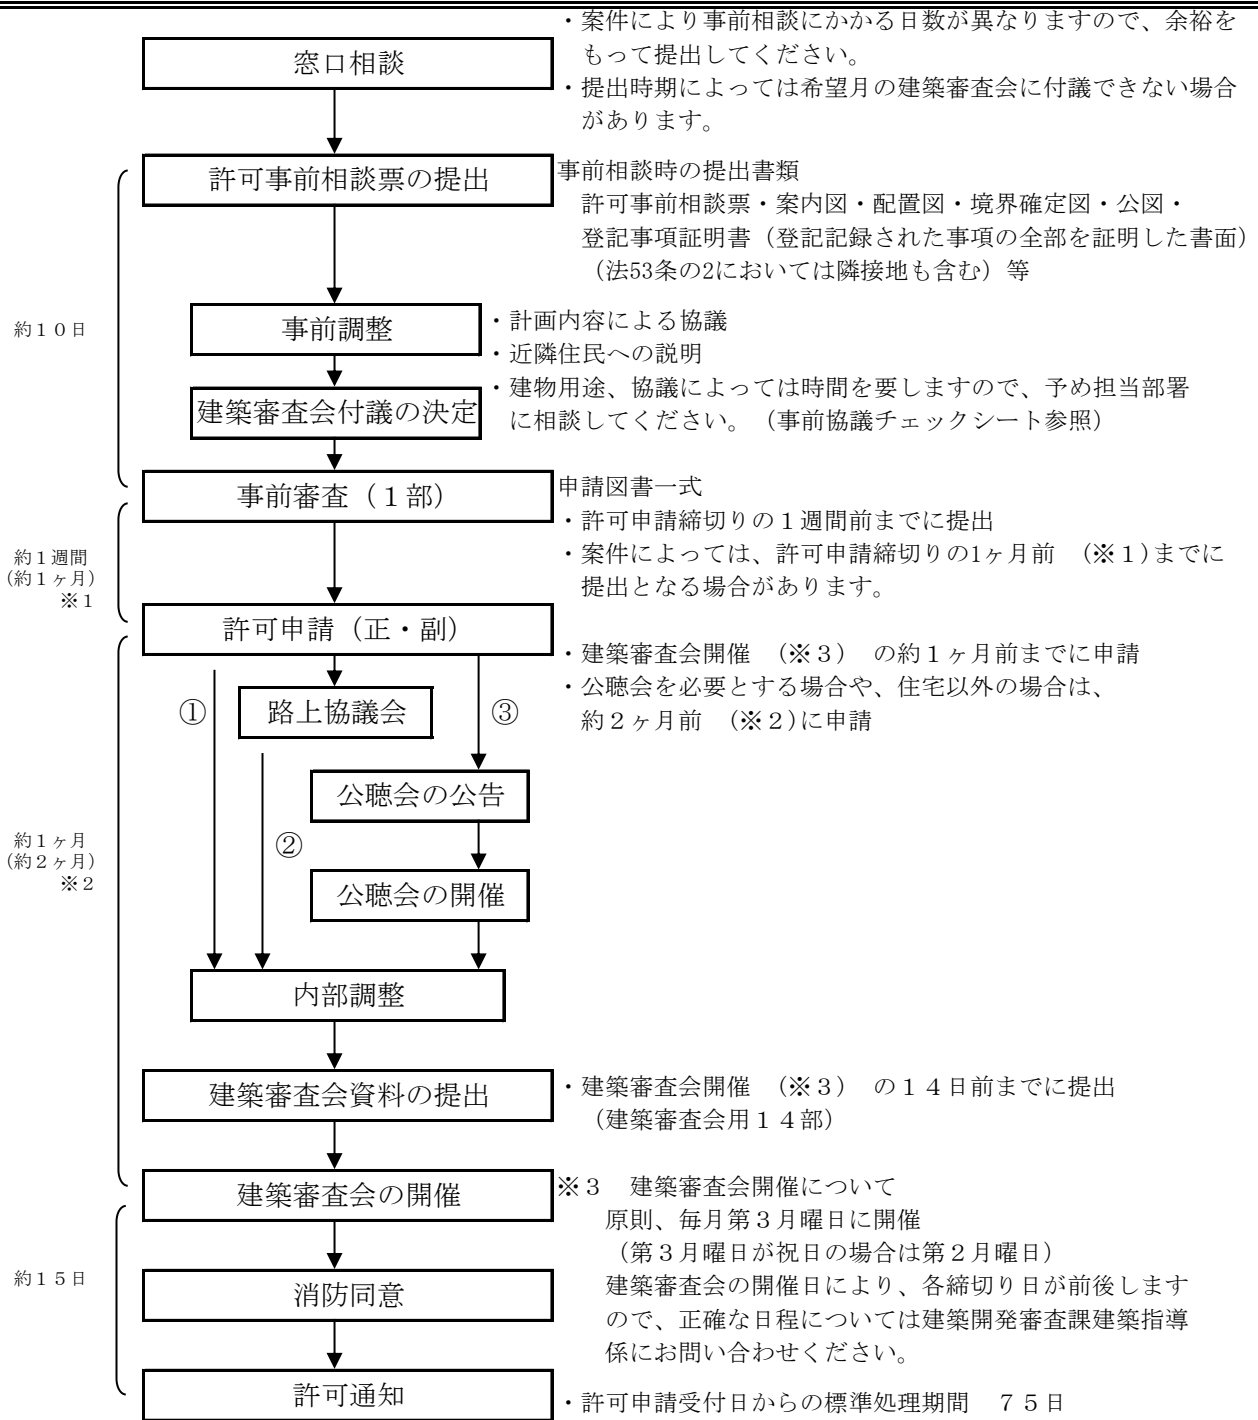 ・案件により事前相談にかかる日数が異なりますので、余裕を
もって提出してください。
窓口相談
・提出時期によっては希望月の建築審査会に付議できない場合
があります。
許可事前相談票の提出
事前相談時の提出書類
許可事前相談票・案内図・配置図・境界確定図・公図・
登記事項証明書（登記記録された事項の全部を証明した書面）
（法53条の2においては隣接地も含む）等
約１０日
事前調整
・計画内容による協議
・近隣住民への説明
建築審査会付議の決定
・建物用途、協議によっては時間を要しますので、予め担当部署
に相談してください。（事前協議チェックシート参照）
事前審査（１部）
申請図書一式
・許可申請締切りの１週間前までに提出
・案件によっては、許可申請締切りの1ヶ月前　(※１)までに
提出となる場合があります。
約１週間
(約１ヶ月)
※１
許可申請（正・副）
・建築審査会開催　（※３）　の約１ヶ月前までに申請
・公聴会を必要とする場合や、住宅以外の場合は、
約２ヶ月前　(※２)に申請
①
路上協議会
③
公聴会の公告
②
約１ヶ月
(約２ヶ月)
※２
公聴会の開催
内部調整
建築審査会資料の提出
・建築審査会開催　（※３）　の１４日前までに提出
（建築審査会用１４部）
建築審査会の開催
※３　建築審査会開催について
原則、毎月第３月曜日に開催
（第３月曜日が祝日の場合は第２月曜日）
建築審査会の開催日により、各締切り日が前後します
ので、正確な日程については建築開発審査課建築指導
係にお問い合わせください。
約１５日
消防同意
許可通知
・許可申請受付日からの標準処理期間　７５日